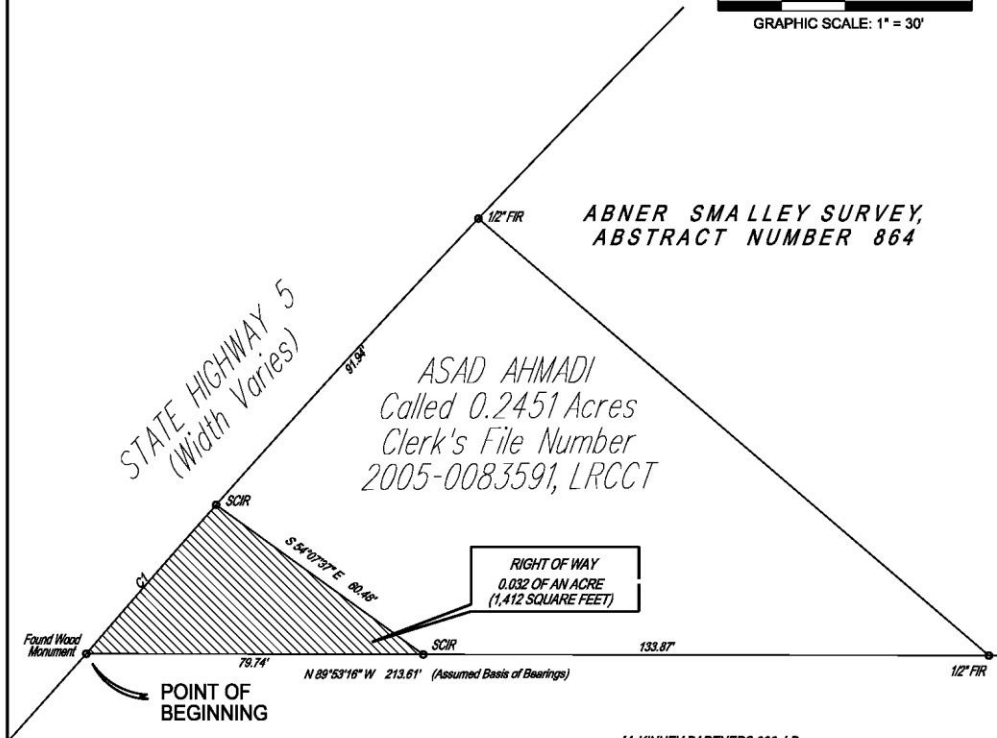 GRAPHIC SCALE: 1" = 30'
1/2" FIR
ABNER SMALLEY SURVEY,
ABSTRACT NUMBER 864
STATE HIGHWAY 5
(Width Varies)
91.94'
ASAD AHMADI
Called 0.2451 Acres
Clerk's File Number
2005-0083591, LRCCT
SCIR
S 54°07'37" E 60.46'
C1
RIGHT OF WAY
0.032 OF AN ACRE
(1,412 SQUARE FEET)
Found Wood
Monument
79.74'
SCIR
133.87'
N 89°53'16" W 213.61' (Assumed Basis of Bearings)
1/2" FIR
POINT OF
BEGINNING